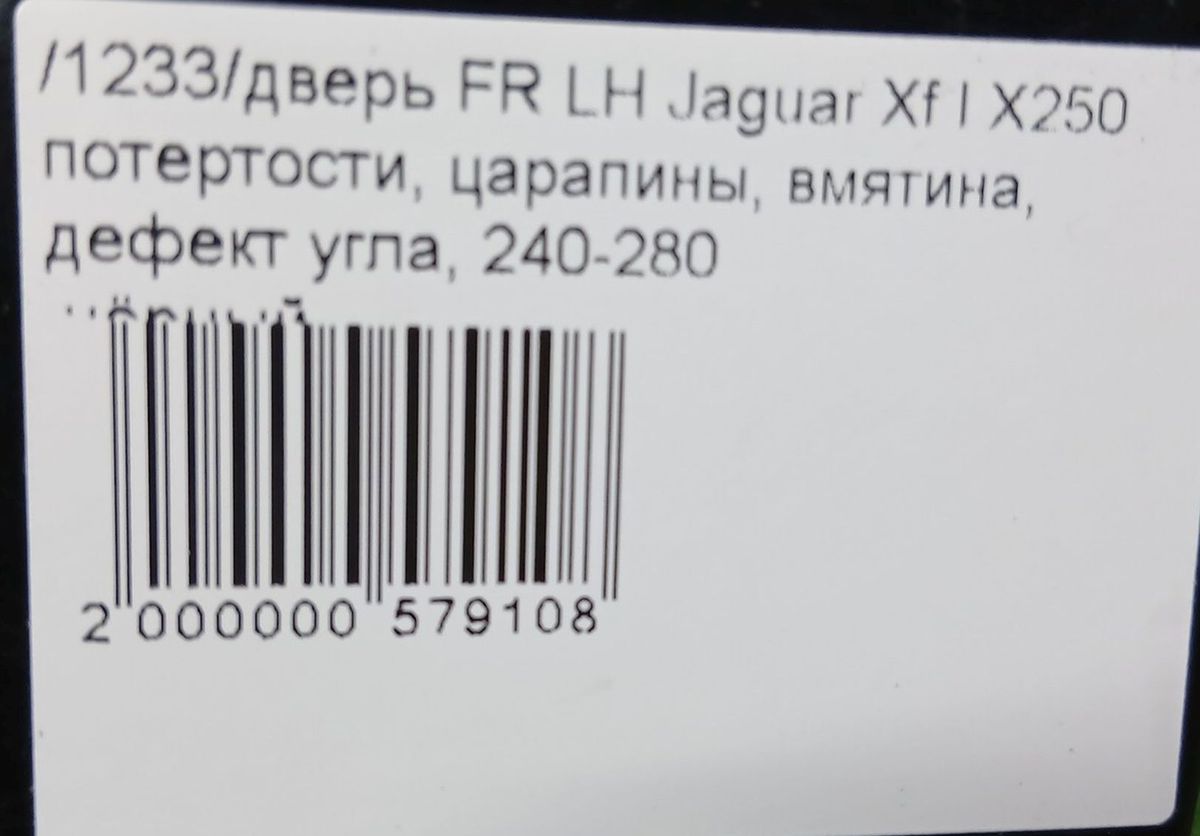 /1233/дверь FR LH Jaguar Xf I X250
потертости, царапины, вмятина,
дефект угла, 240-280
2 000000 579108